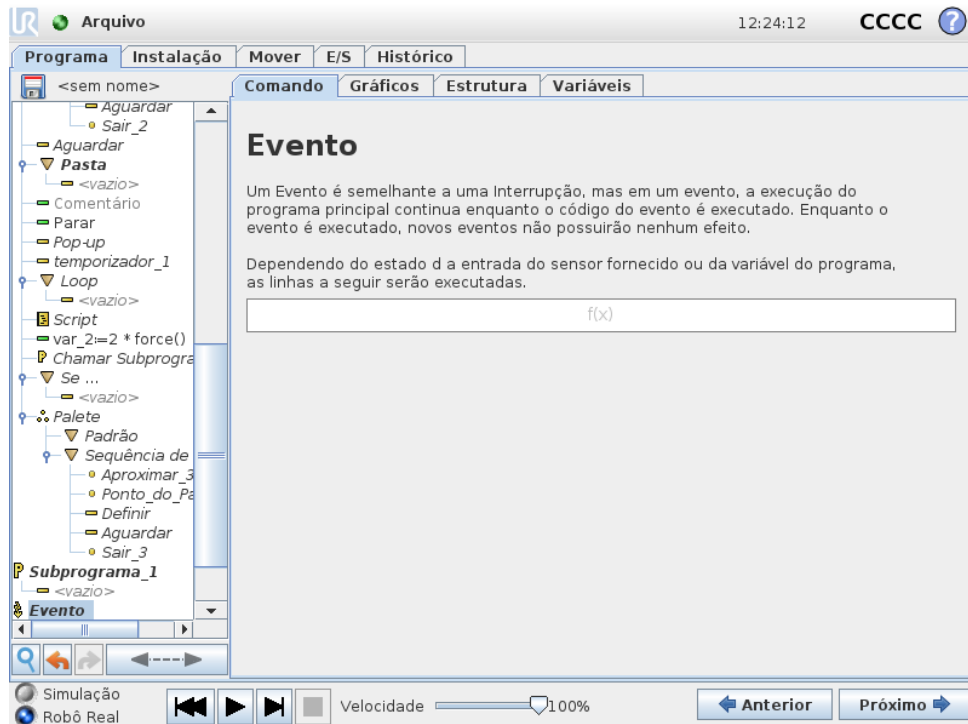 Arquivo
12:24:12
CCCC
?
Programa
Instalação
Mover
E/S
Histórico
<sem nome>
Comando
Gráficos
Estrutura
Variáveis
Aguardar
Sair_2
Aguardar
Pasta
<vazio>
Comentário
Parar
Pop-up
temporizador_1
Loop
<vazio>
Script
var_2:=2 * force()
Chamar Subprogra
Se ...
<vazio>
Palete
Padrão
Sequência de
Aproximar_3
Ponto_do_Pa
Definir
Aguardar
Sair_3
Subprograma_1
<vazio>
Evento
Evento
Um Evento é semelhante a uma Interrupção, mas em um evento, a execução do
programa principal continua enquanto o código do evento é executado. Enquanto o
evento é executado, novos eventos não possuirão nenhum efeito.
Dependendo do estado d a entrada do sensor fornecido ou da variável do programa,
as linhas a seguir serão executadas.
f(x)
Simulação
Robô Real
Velocidade
100%
Anterior
Próximo